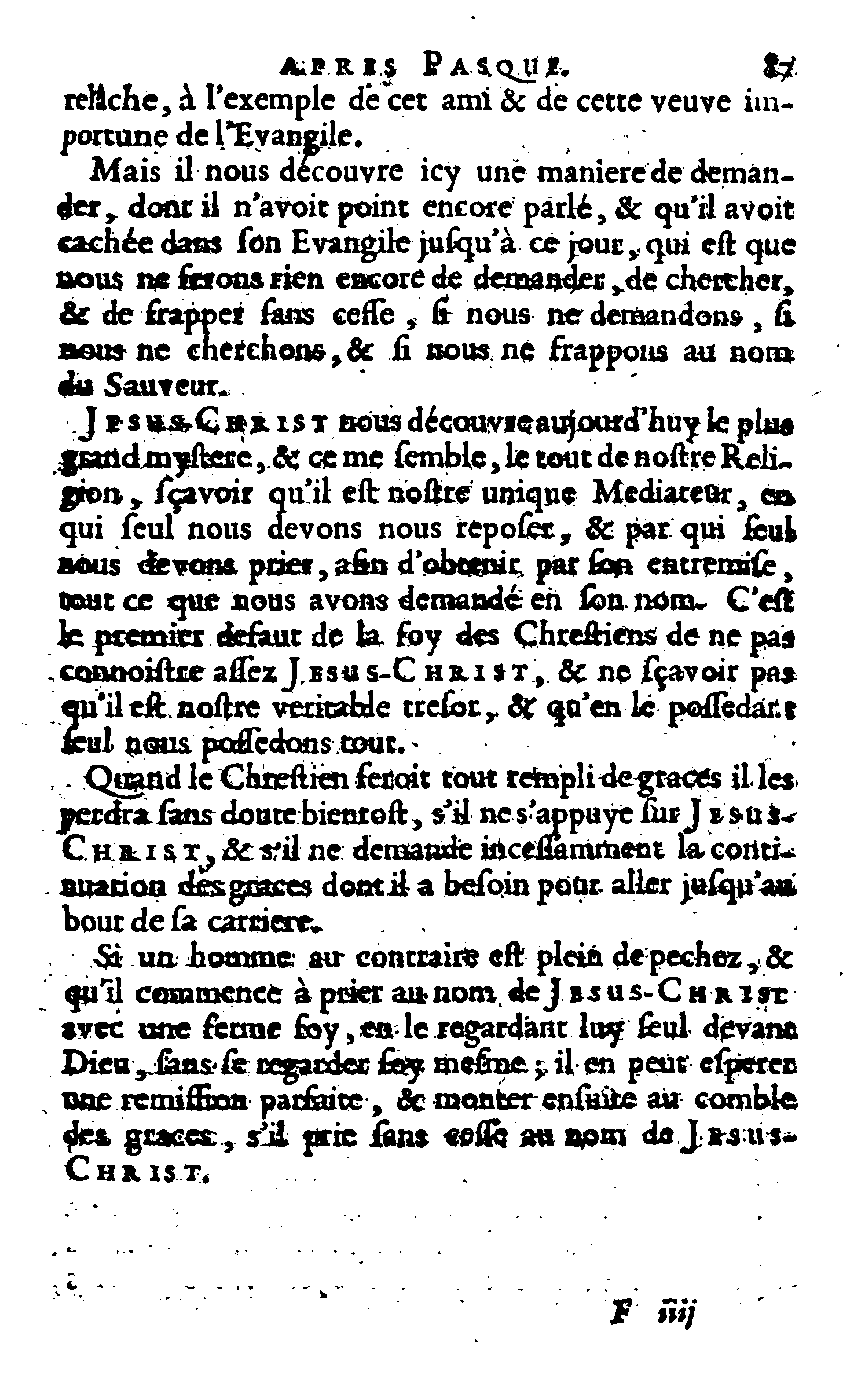 APRES PASQUE. 87
relâche, à l'exemple de cet ami & de cette veuve im-
portune de l'Evangile.
Mais il nous découvre icy une maniere de deman-
der, dont il n'avoit point encore parlé, & qu'il avoit
cachée dans ſon Evangile juſqu'à ce jour, qui eſt que
nous ne ferons rien encore de demander, de chercher,
& de frapper ſans ceſſe, ſi nous ne demandons, ſi
nous ne cherchons, & ſi nous ne frappons au nom
du Sauveur.
JESUS-CHRIST nous découvre aujourd'huy le plus
grand myſtere, & ce me ſemble, le tout de noſtre Reli-
gion, ſçavoir qu'il eſt noſtre unique Mediateur, en
qui ſeul nous devons nous repoſer, & par qui ſeul
nous devons prier, afin d'obtenir par ſon entremiſe,
tout ce que nous avons demandé en ſon nom. C'eſt
le premier defaut de la foy des Chreſtiens de ne pas
connoiſtre aſſez JESUS-CHRIST, & ne ſçavoir pas
qu'il eſt noſtre veritable treſor, & qu'en le poſſedant
ſeul nous poſſedons tout.
Quand le Chreſtien ſeroit tout rempli de graces il les
perdra ſans doute bientoſt, s'il ne s'appuye ſur JESUS-
CHRIST, & s'il ne demande inceſſamment la conti-
nuation des graces dont il a beſoin pour aller juſqu'au
bout de ſa carriere.
Si un homme au contraire eſt plein de pechez, &
qu'il commence à prier au nom de JESUS-CHRIST
avec une ferme foy, en le regardant luy ſeul devant
Dieu, ſans ſe regarder ſoy meſme; il en peut eſperer
une remiſſion parfaite, & monter enſuite au comble
des graces, s'il prie ſans ceſſe au nom de JESUS-
CHRIST.
F iiij